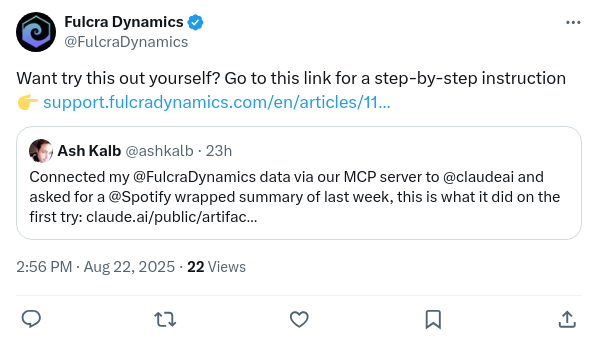 Fulcra Dynamics
@FulcraDynamics
Want try this out yourself? Go to this link for a step-by-step instruction
👉 support.fulcradynamics.com/en/articles/11...
Ash Kalb @ashkalb · 23h
Connected my @FulcraDynamics data via our MCP server to @claudeai and
asked for a @Spotify wrapped summary of last week, this is what it did on the
first try: claude.ai/public/artifac...
2:56 PM · Aug 22, 2025 · 22 Views